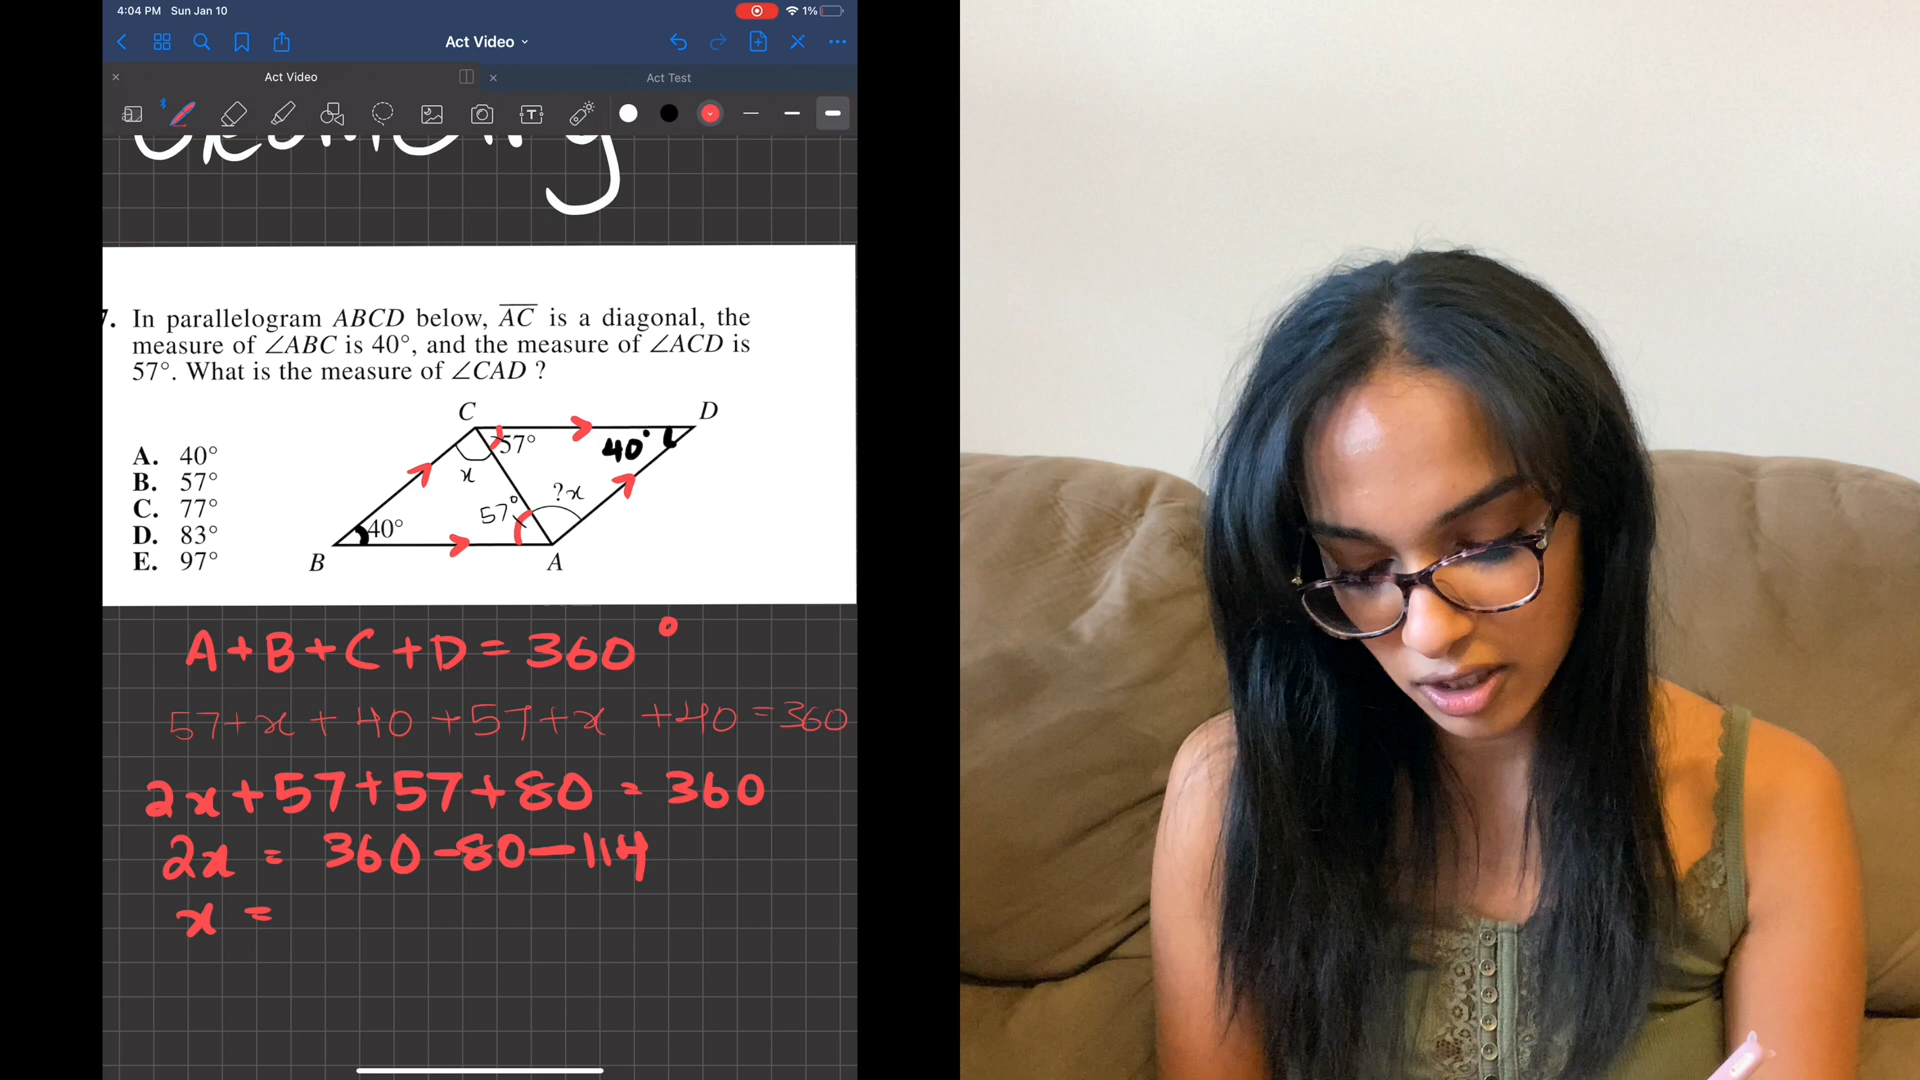 4:04 PM Sun Jan 10
1%
Act Video
Act Video
Act Test
Geometry
7. In parallelogram ABCD below, AC is a diagonal, the
measure of ∠ABC is 40°, and the measure of ∠ACD is
57°. What is the measure of ∠CAD ?
A. 40°
B. 57°
C. 77°
D. 83°
E. 97°
C
D
57°
40°
x
?x
57°
40°
B
A
A+B+C+D=360°
57+x+40+57+x +40=360
2x+57+57+80=360
2x = 360-80-114
x =